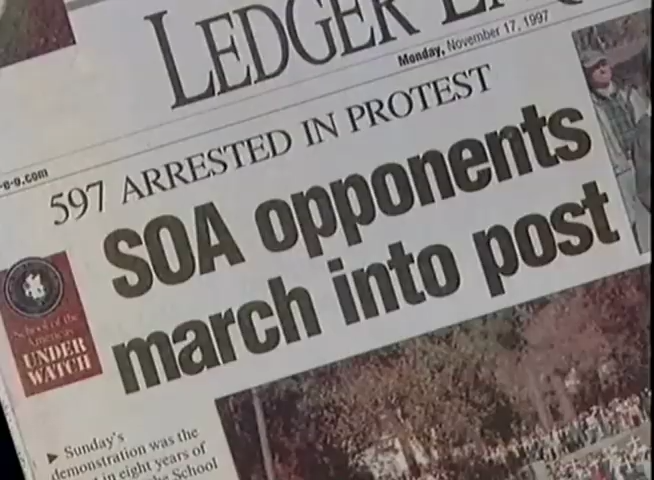 LEDGER
Monday, November 17, 1997
597 ARRESTED IN PROTEST
SOA opponents
march into post
School of the
Americas
UNDER
WATCH
▶ Sunday's
demonstration was the
in eight years of
School